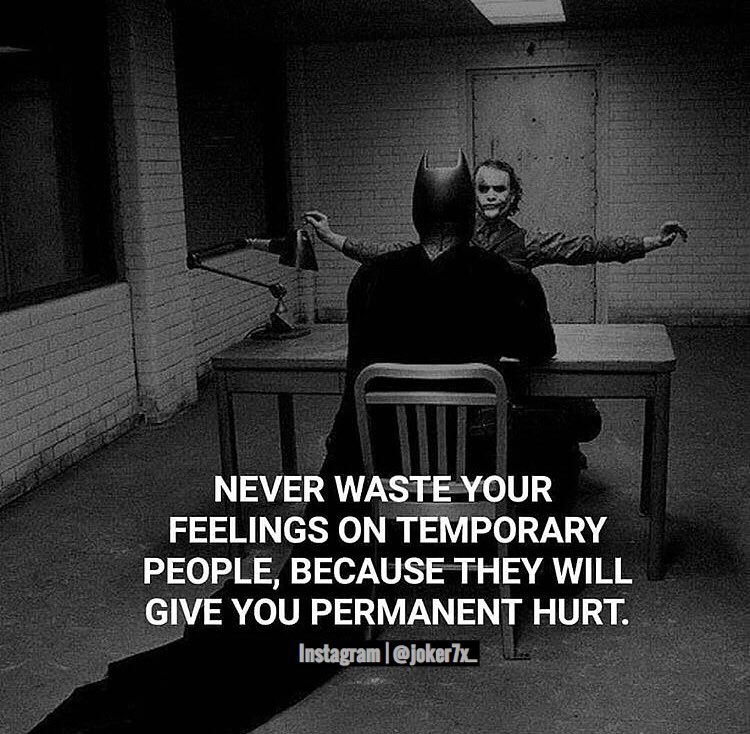 NEVER WASTE YOUR
FEELINGS ON TEMPORARY
PEOPLE, BECAUSE THEY WILL
GIVE YOU PERMANENT HURT.
Instagram | @joker7x_